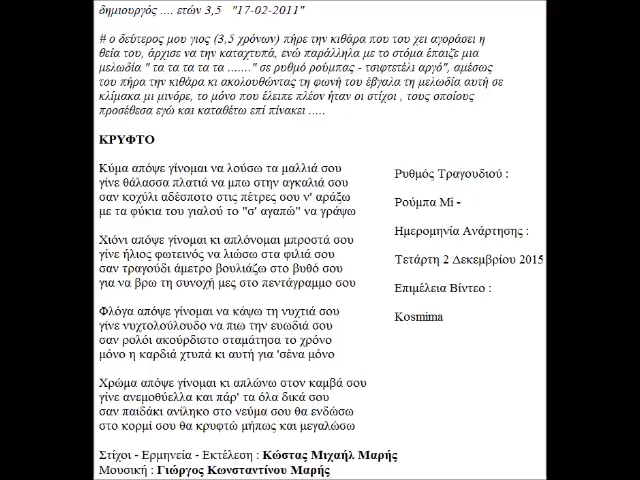 δημιουργός .... ετών 3,5 "17-02-2011"
# ο δεύτερος μου γιος (3,5 χρόνων) πήρε την κιθάρα που του χει αγοράσει η
θεία του, άρχισε να την καταχτυπά, ενώ παράλληλα με το στόμα έπαιζε μια
μελωδία " τα τα τα τα τα ......." σε ρυθμό ρούμπας - τσιφτετέλι αργό", αμέσως
του πήρα την κιθάρα κι ακολουθώντας τη φωνή του έβγαλα τη μελωδία αυτή σε
κλίμακα μι μινόρε, το μόνο που έλειπε πλέον ήταν οι στίχοι , τους οποίους
προσέθεσα εγώ και καταθέτω επί πίνακει .....
ΚΡΥΦΤΟ
Κύμα απόψε γίνομαι να λούσω τα μαλλιά σου
γίνε θάλασσα πλατιά να μπω στην αγκαλιά σου
σαν κοχύλι αδέσποτο στις πέτρες σου ν' αράξω
με τα φύκια του γιαλού το "σ' αγαπώ" να γράψω
Χιόνι απόψε γίνομαι κι απλόνομαι μπροστά σου
γίνε ήλιος φωτεινός να λιώσω στα φιλιά σου
σαν τραγούδι άμετρο βουλιάζω στο βυθό σου
για να βρω τη συνοχή μες στο πεντάγραμμο σου
Φλόγα απόψε γίνομαι να κάψω τη νυχτιά σου
γίνε νυχτολούλουδο να πιω την ευωδιά σου
σαν ρολόι ακούρδιστο σταμάτησα το χρόνο
μόνο η καρδιά χτυπά κι αυτή για 'σένα μόνο
Χρώμα απόψε γίνομαι κι απλώνω στον καμβά σου
γίνε ανεμοθύελλα και πάρ' τα όλα δικά σου
σαν παιδάκι ανίληκο στο νεύμα σου θα ενδώσω
στο κορμί σου θα κρυφτώ μήπως και μεγαλώσω
Στίχοι - Ερμηνεία - Εκτέλεση : Κώστας Μιχαήλ Μαρής
Μουσική : Γιώργος Κωνσταντίνου Μαρής
Ρυθμός Τραγουδιού :
Ρούμπα Mi -
Ημερομηνία Ανάρτησης :
Τετάρτη 2 Δεκεμβρίου 2015
Επιμέλεια Βίντεο :
Kosmima